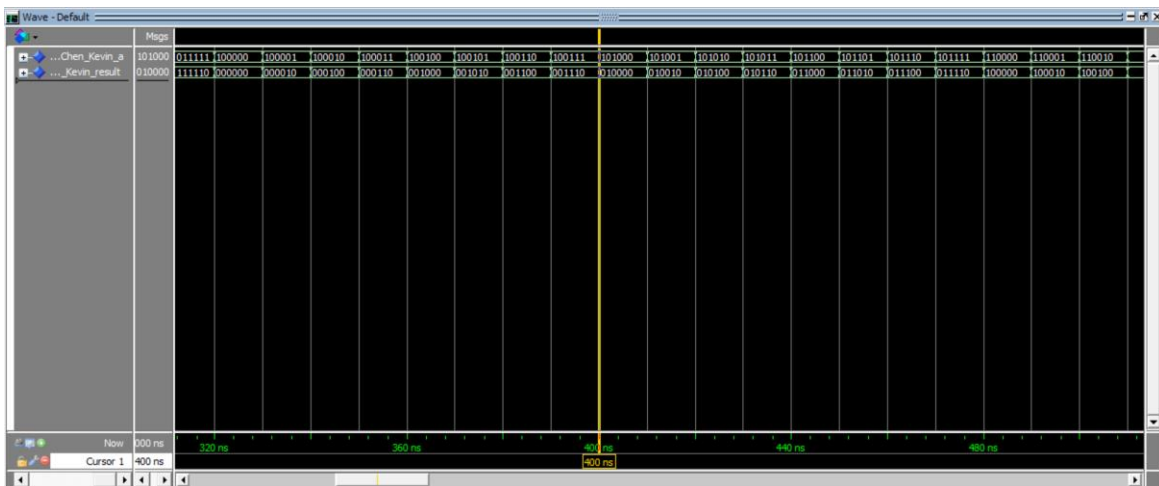 Wave - Default
Msgs
...Chen_Kevin_a 101000 011111 100000 100001 100010 100011 100100 100101 100110 100111 101000 101001 101010 101011 101100 101101 101110 101111 110000 110001 110010
..._Kevin_result 010000 111110 000000 000010 000100 000110 001000 001010 001100 001110 010000 010010 010100 010110 011000 011010 011100 011110 100000 100010 100100
Now 000 ns 320 ns 360 ns 400 ns 440 ns 480 ns
Cursor 1 400 ns 400 ns